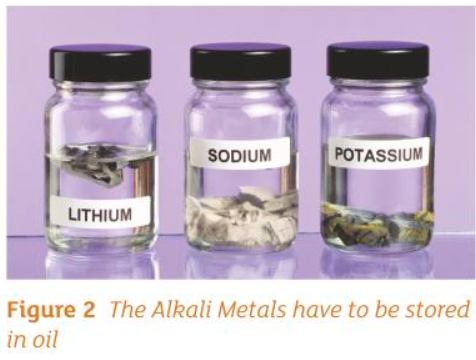 LITHIUM
SODIUM
POTASSIUM
Figure 2 The Alkali Metals have to be stored
in oil